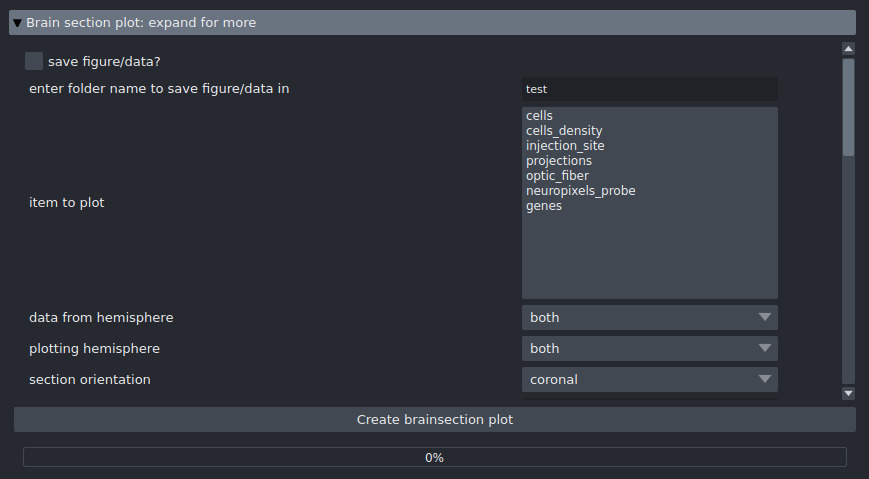 Brain section plot: expand for more
save figure/data?
enter folder name to save figure/data in
test
item to plot
cells
cells_density
injection_site
projections
optic_fiber
neuropixels_probe
genes
data from hemisphere
both
plotting hemisphere
both
section orientation
coronal
Create brainsection plot
0%